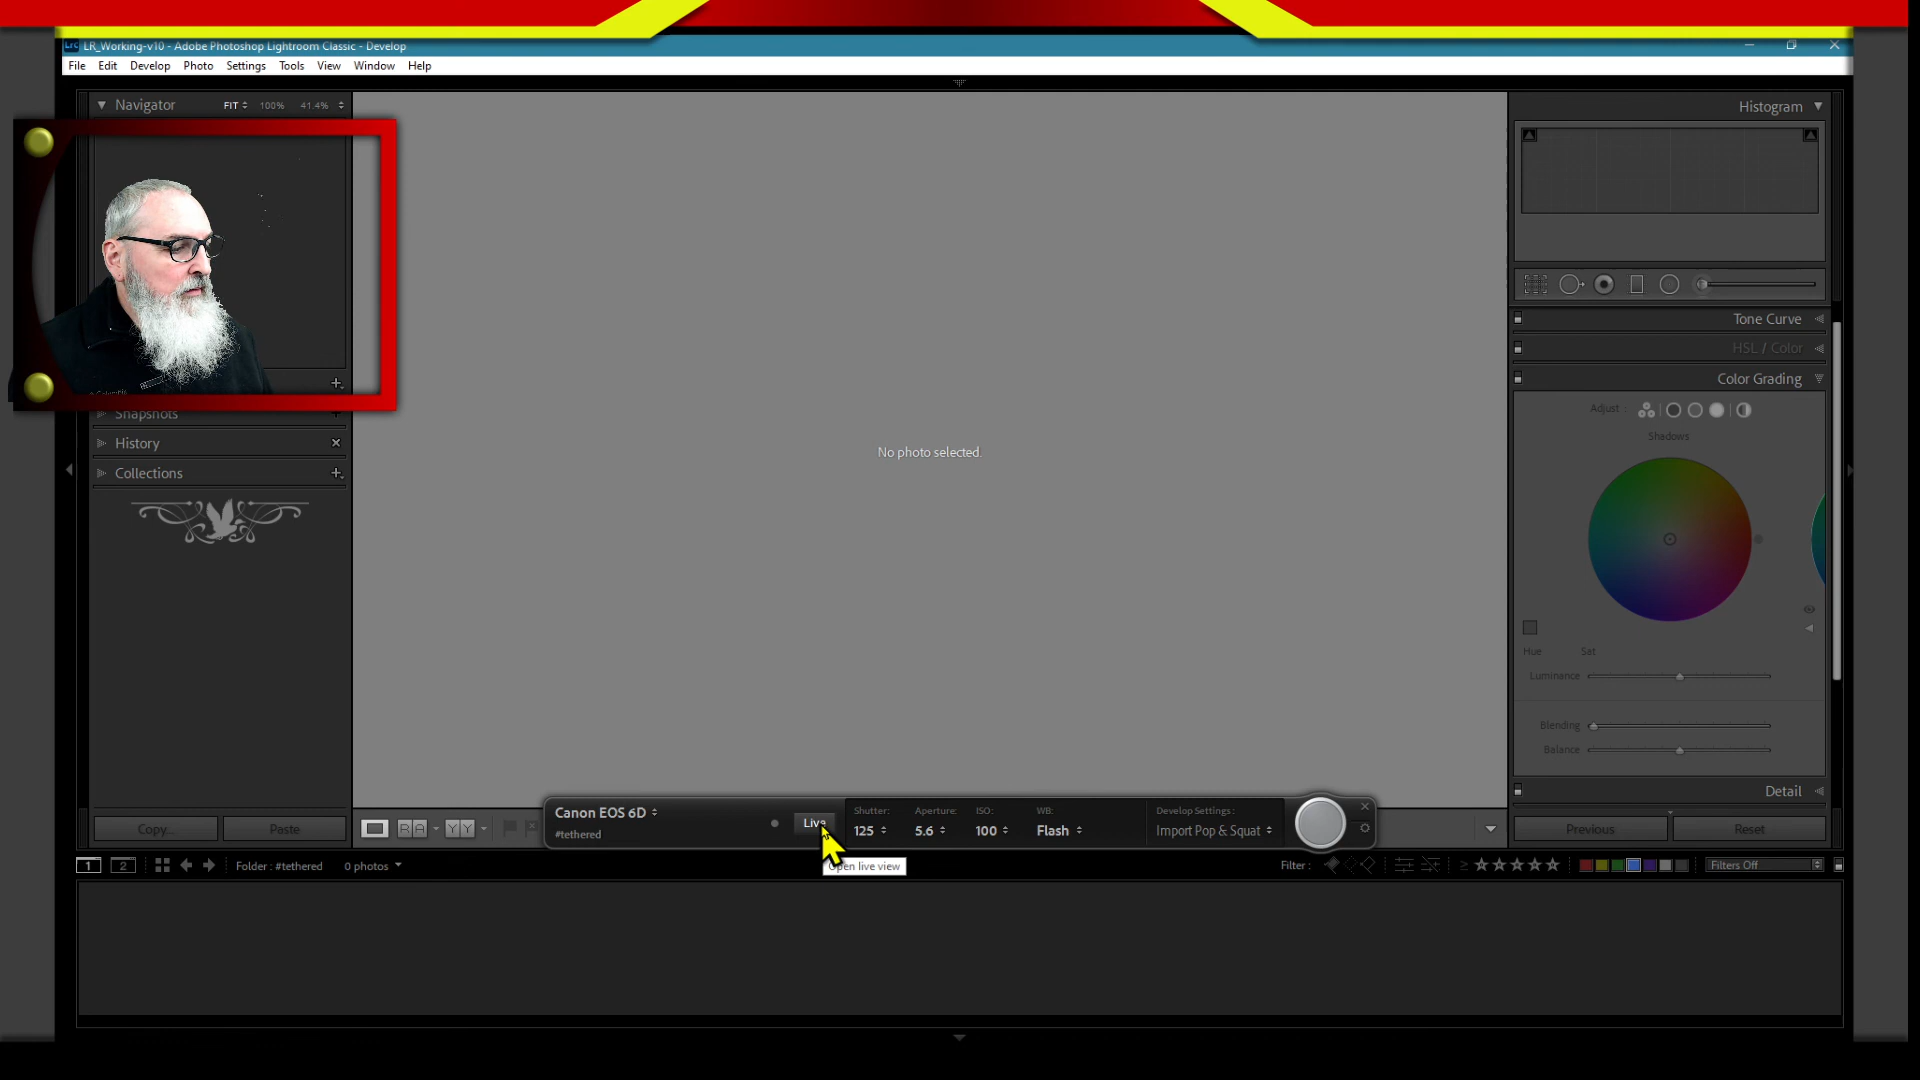 LrC LR_Working-v10 - Adobe Photoshop Lightroom Classic - Develop
File Edit Develop Photo Settings Tools View Window Help
Navigator FIT 100% 41.4%
Snapshots
History
Collections
Copy... Paste
No photo selected.
Canon EOS 6D
#tethered
Live
Open live view
Shutter: Aperture: ISO: WB: Develop Settings :
125 5.6 100 Flash Import Pop & Squat
Histogram
Tone Curve
HSL / Color
Color Grading
Adjust :
Shadows
Hue Sat
Luminance
Blending
Balance
Detail
Previous Reset
RA YY
1 2 Folder : #tethered 0 photos Filter : ≥ Filters Off